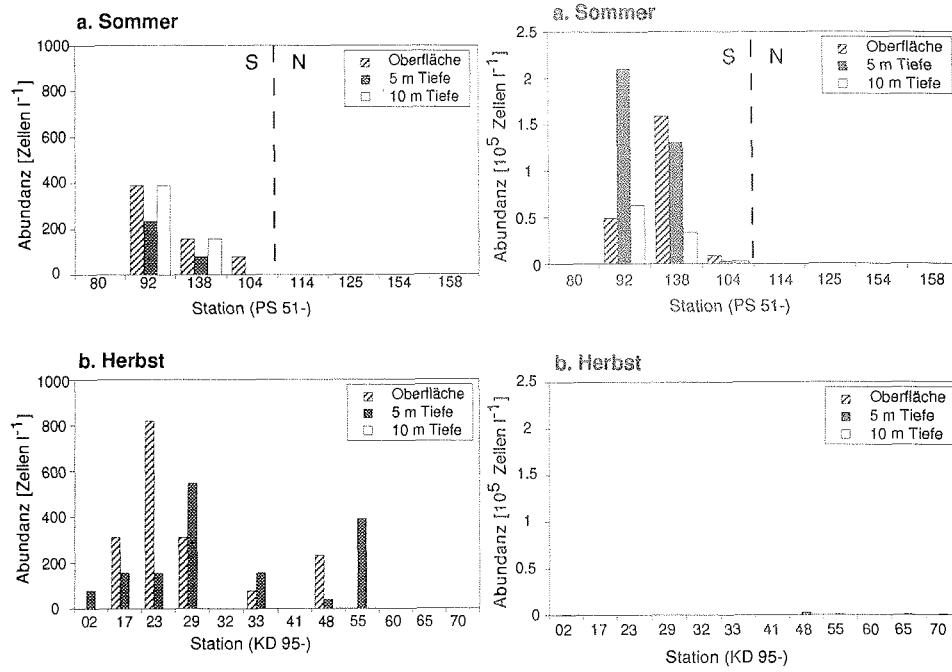 a. Sommer
1000
800
600
400
200
0
Abundanz [Zellen l⁻¹]
S N
Oberfläche
5 m Tiefe
10 m Tiefe
80 92 138 104 114 125 154 158
Station (PS 51-)
a. Sommer
2.5
2
1.5
1
0.5
0
Abundanz [10⁵ Zellen l⁻¹]
S N
Oberfläche
5 m Tiefe
10 m Tiefe
80 92 138 104 114 125 154 158
Station (PS 51-)
b. Herbst
1000
800
600
400
200
0
Abundanz [Zellen l⁻¹]
Oberfläche
5 m Tiefe
10 m Tiefe
02 17 23 29 32 33 41 48 55 60 65 70
Station (KD 95-)
b. Herbst
2.5
2
1.5
1
0.5
0
Abundanz [10⁵ Zellen l⁻¹]
Oberfläche
5 m Tiefe
10 m Tiefe
02 17 23 29 32 33 41 48 55 60 65 70
Station (KD 95-)